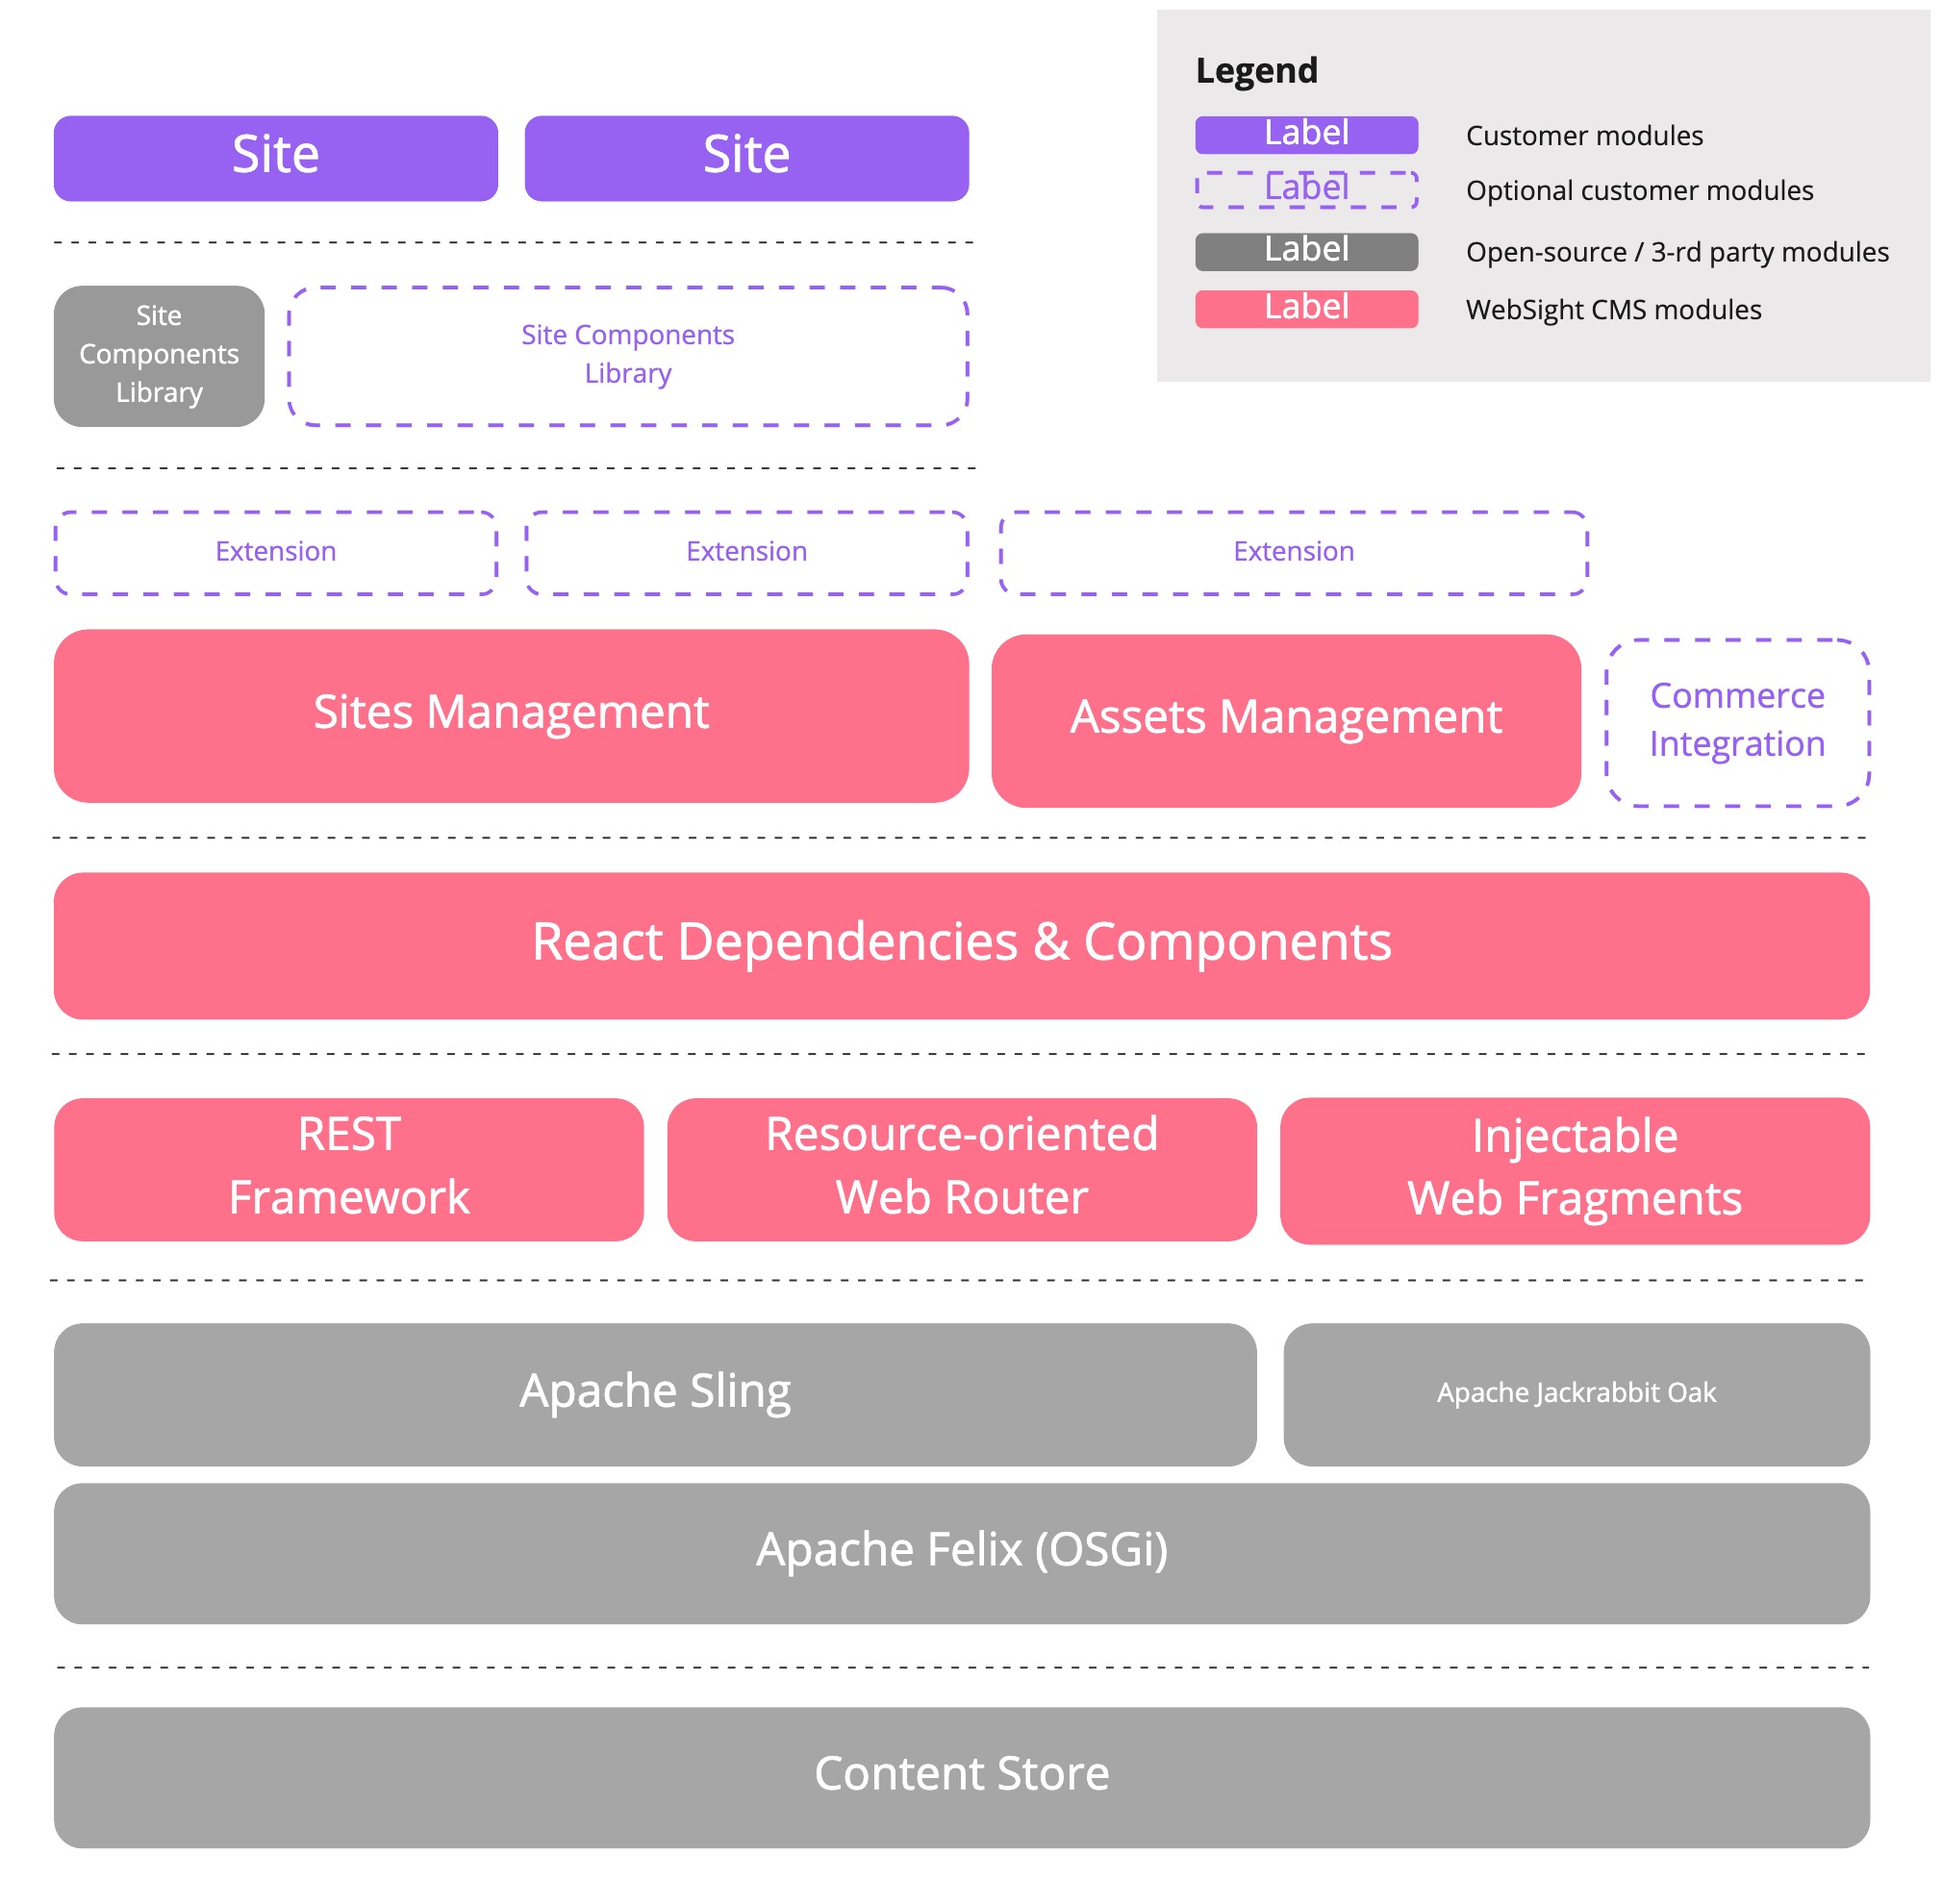 Legend
Label
Customer modules
Label
Optional customer modules
Label
Open-source / 3-rd party modules
Label
WebSight CMS modules
Site
Site
Site
Components
Library
Site Components
Library
Extension
Extension
Extension
Sites Management
Assets Management
Commerce
Integration
React Dependencies & Components
REST
Framework
Resource-oriented
Web Router
Injectable
Web Fragments
Apache Sling
Apache Jackrabbit Oak
Apache Felix (OSGi)
Content Store